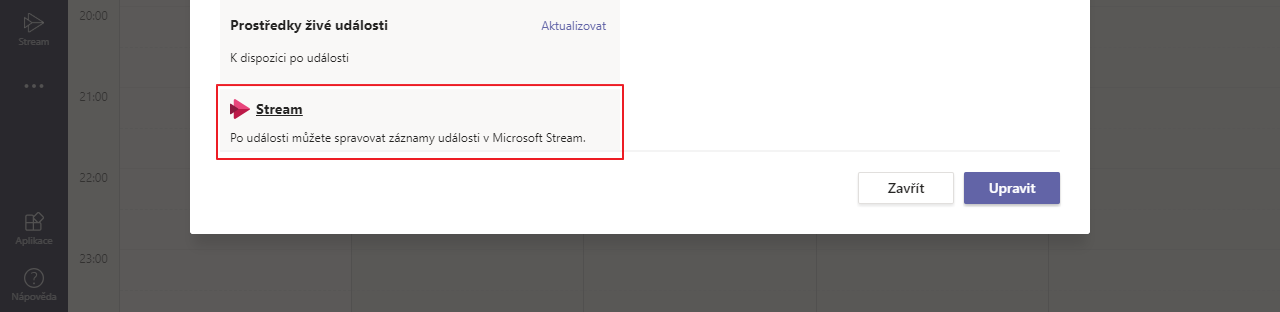 Stream
Aplikace
Nápověda
20:00
21:00
22:00
23:00
Prostředky živé události
Aktualizovat
K dispozici po události
Stream
Po události můžete spravovat záznamy události v Microsoft Stream.
Zavřít
Upravit